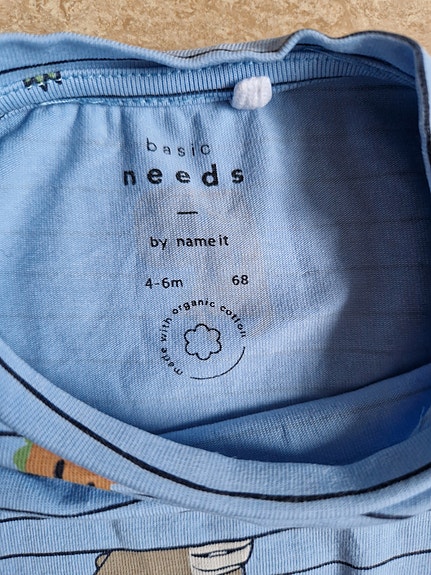 basic
needs
—
by name it
4-6m 68
made with organic cotton